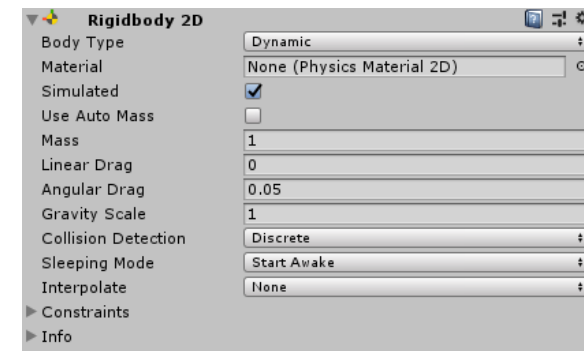 Rigidbody 2D
Body Type Dynamic
Material None (Physics Material 2D)
Simulated
Use Auto Mass
Mass 1
Linear Drag 0
Angular Drag 0.05
Gravity Scale 1
Collision Detection Discrete
Sleeping Mode Start Awake
Interpolate None
Constraints
Info